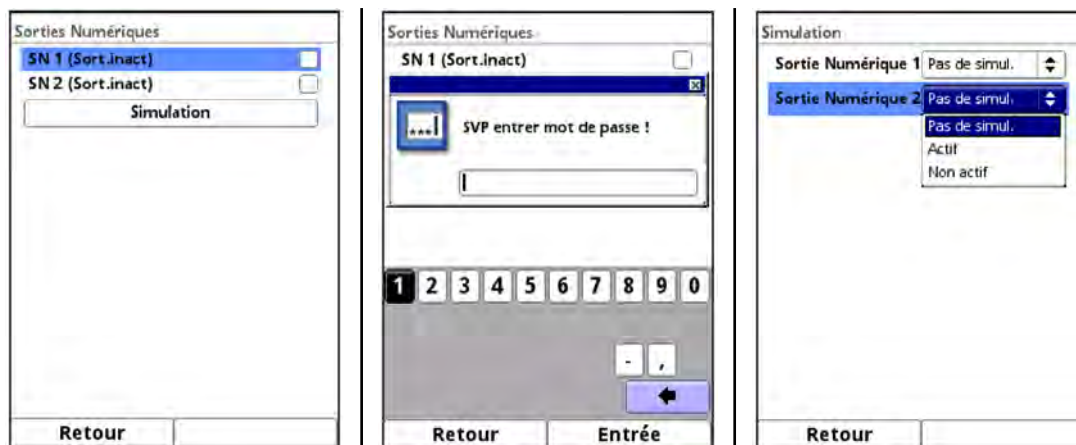 Sorties Numériques
SN 1 (Sort.inact)
SN 2 (Sort.inact)
Simulation
Retour
Sorties Numériques
SN 1 (Sort.inact)
...|
SVP entrer mot de passe !
1 2 3 4 5 6 7 8 9 0
- ,
Retour Entrée
Simulation
Sortie Numérique 1 Pas de simul.
Sortie Numérique 2 Pas de simul.
Pas de simul.
Actif
Non actif
Retour